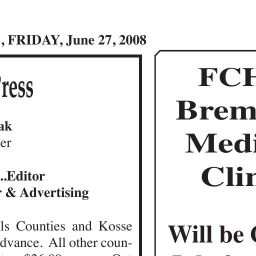 , FRIDAY, June 27, 2008
ress
ak
er
..Editor
r & Advertising
ls Counties and Kosse
dvance. All other coun-
FCH
Brem
Medi
Clin
Will be C